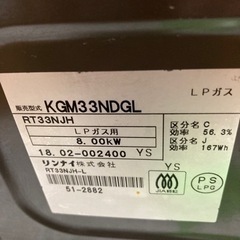 LPガス
販売型式 KGM33NDGL
RT33NJH
LPガス用
8.00kW
区分名 C
効率 56.3%
区分名 J
効率 167Wh
18.02-002400 YS
リンナイ株式会社
RT33NJH-L
51-2882
YS
JIA
PS
LPG